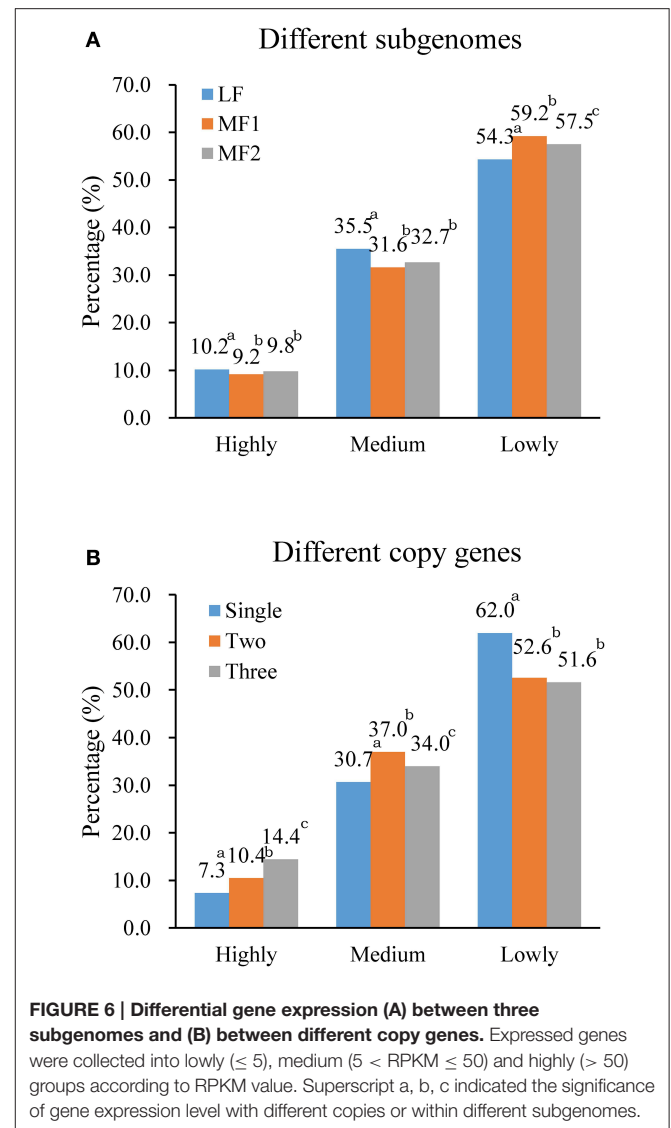 A
Different subgenomes
Percentage (%)
70.0
60.0
50.0
40.0
30.0
20.0
10.0
0.0
LF
MF1
MF2
10.2a 9.2b 9.8b
35.5a 31.6b 32.7b
54.3a 59.2b 57.5c
Highly Medium Lowly
B
Different copy genes
Percentage (%)
70.0
60.0
50.0
40.0
30.0
20.0
10.0
0.0
Single
Two
Three
7.3a 10.4b 14.4c
30.7a 37.0b 34.0c
62.0a 52.6b 51.6b
Highly Medium Lowly
FIGURE 6 | Differential gene expression (A) between three
subgenomes and (B) between different copy genes. Expressed genes
were collected into lowly (≤ 5), medium (5 < RPKM ≤ 50) and highly (> 50)
groups according to RPKM value. Superscript a, b, c indicated the significance
of gene expression level with different copies or within different subgenomes.